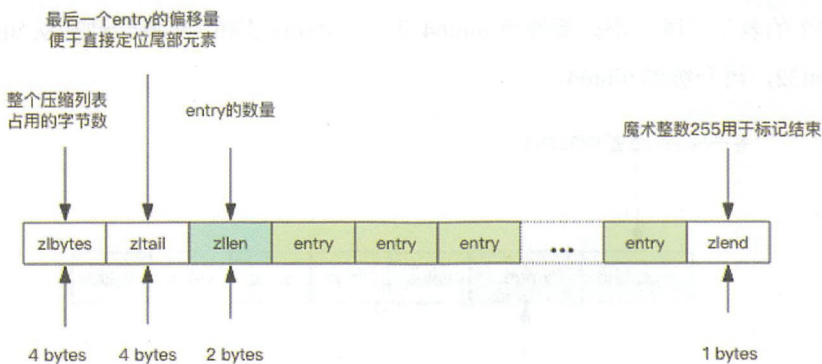 最后一个entry的偏移量
便于直接定位尾部元素
整个压缩列表
占用的字节数
entry的数量
魔术整数255用于标记结束
zlbytes zltail zllen entry entry entry ... entry zlend
4 bytes 4 bytes 2 bytes 1 bytes